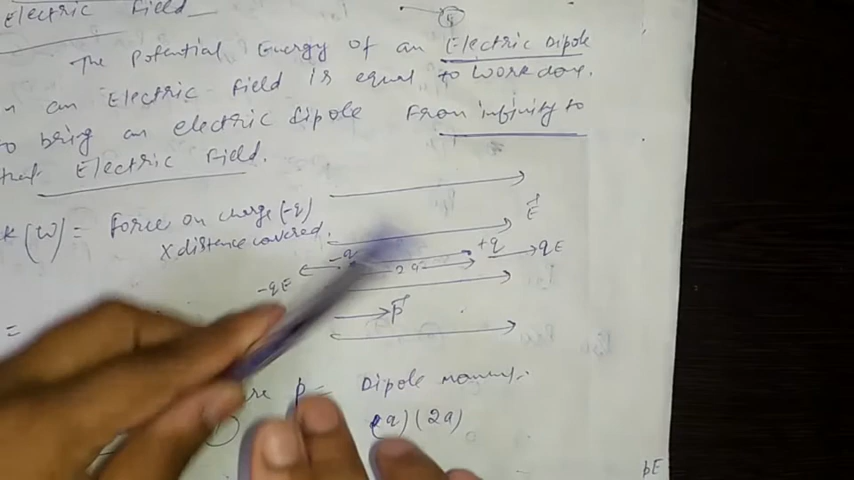 Electric Field
q
The Potential Energy of an Electric Dipole
n an Electric Field is equal to work done.
to bring an electric dipole From infinity to
that Electric Field.
k (W) = Force on charge (-q)
X distance covered.
E
-q 2a +q qE
-qE
P
=
re p = Dipole moment.
q) (2a)
pE